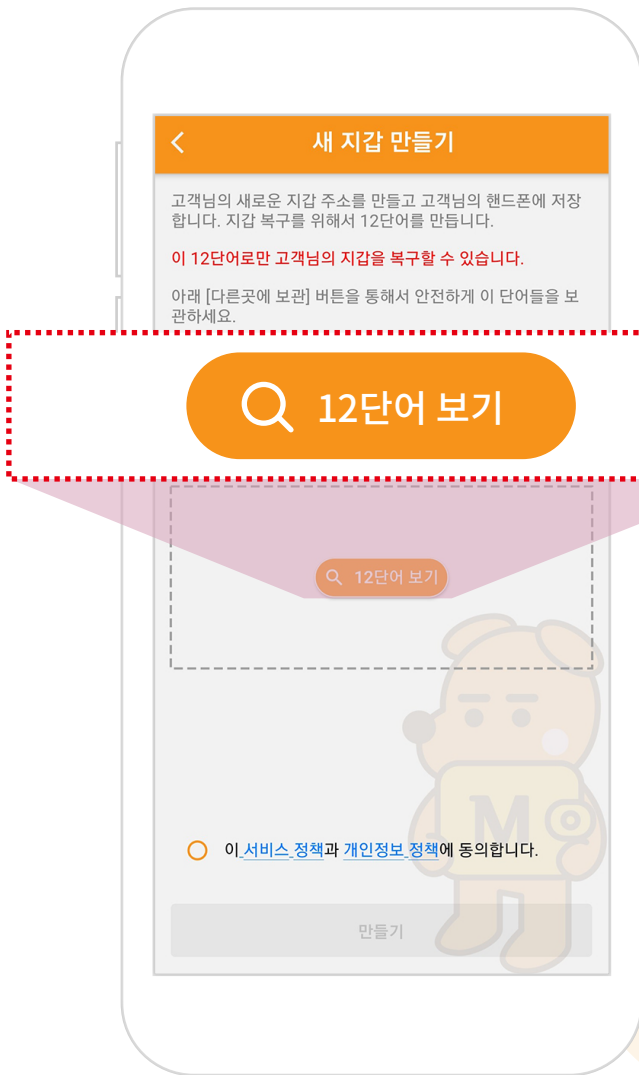 새 지갑 만들기
고객님의 새로운 지갑 주소를 만들고 고객님의 핸드폰에 저장
합니다. 지갑 복구를 위해서 12단어를 만듭니다.
이 12단어로만 고객님의 지갑을 복구할 수 있습니다.
아래 [다른곳에 보관] 버튼을 통해서 안전하게 이 단어들을 보
관하세요.
12단어 보기
12단어 보기
M
이 서비스 정책과 개인정보 정책에 동의합니다.
만들기